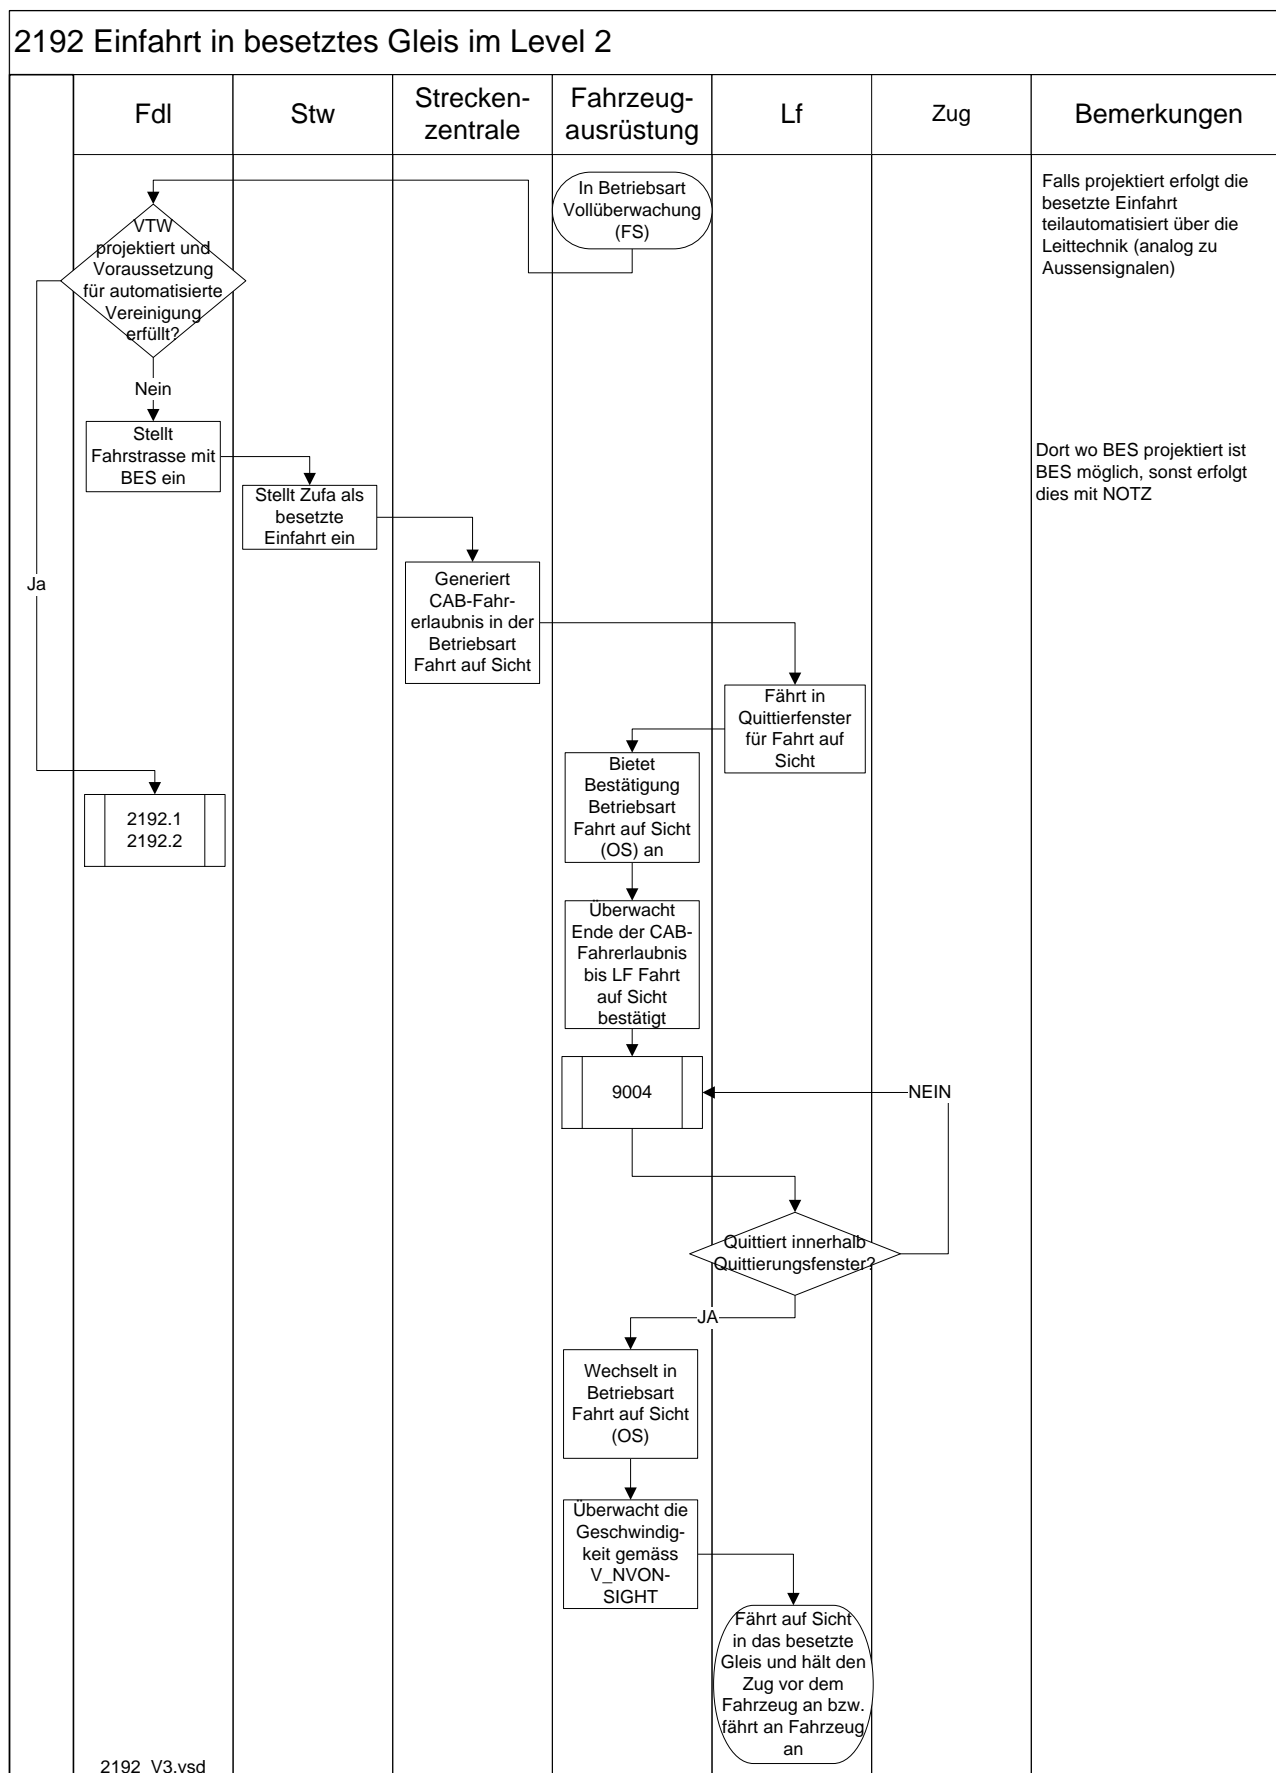 2192 Einfahrt in besetztes Gleis im Level 2
Fdl
Stw
Strecken-
zentrale
Fahrzeug-
ausrüstung
Lf
Zug
Bemerkungen
In Betriebsart
Vollüberwachung
(FS)
Falls projektiert erfolgt die
besetzte Einfahrt
teilautomatisiert über die
Leittechnik (analog zu
Aussensignalen)
VTW
projektiert und
Voraussetzung
für automatisierte
Vereinigung
erfüllt?
Nein
Stellt
Fahrstrasse mit
BES ein
Dort wo BES projektiert ist
BES möglich, sonst erfolgt
dies mit NOTZ
Stellt Zufa als
besetzte
Einfahrt ein
Ja
Generiert
CAB-Fahr-
erlaubnis in der
Betriebsart
Fahrt auf Sicht
Fährt in
Quittierfenster
für Fahrt auf
Sicht
Bietet
Bestätigung
Betriebsart
Fahrt auf Sicht
(OS) an
2192.1
2192.2
Überwacht
Ende der CAB-
Fahrerlaubnis
bis LF Fahrt
auf Sicht
bestätigt
9004
NEIN
Quittiert innerhalb
Quittierungsfenster?
JA
Wechselt in
Betriebsart
Fahrt auf Sicht
(OS)
Überwacht die
Geschwindig-
keit gemäss
V_NVON-
SIGHT
Fährt auf Sicht
in das besetzte
Gleis und hält den
Zug vor dem
Fahrzeug an bzw.
fährt an Fahrzeug
an
2192_V3.vsd